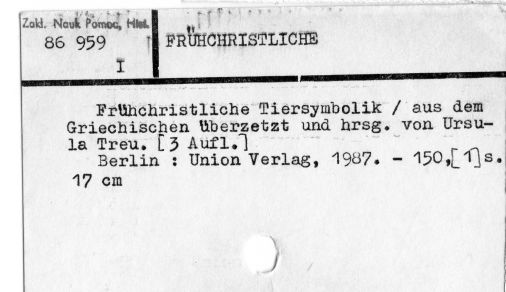 Zakł. Nauk Pomoc. Hist.
86 959
I
FRÜHCHRISTLICHE
Frühchristliche Tiersymbolik / aus dem
Griechischen überzetzt und hrsg. von Ursu-
la Treu. [3 Aufl.]
Berlin : Union Verlag, 1987. - 150,[1]s.
17 cm